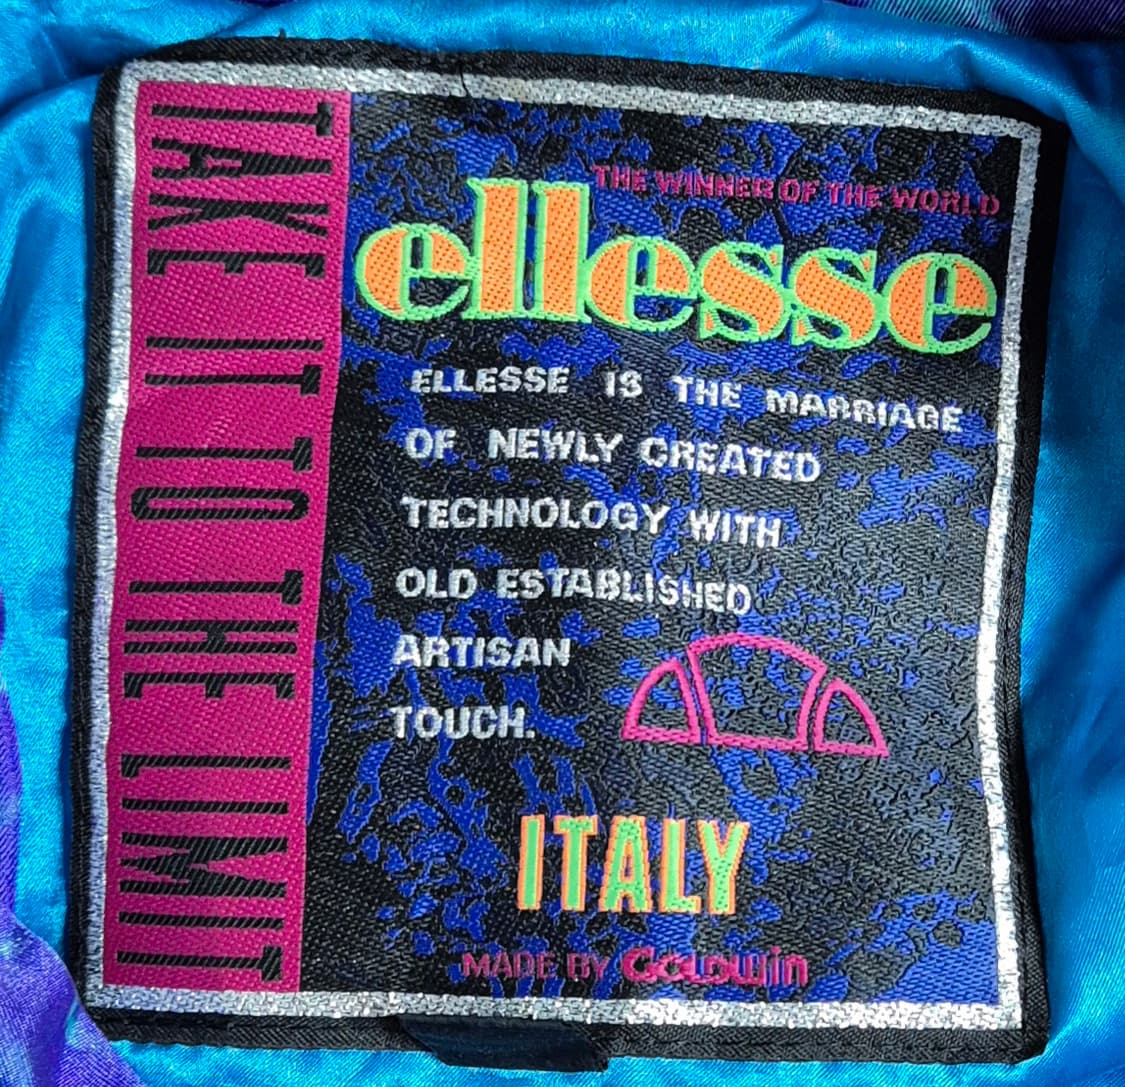 TAKE IT TO THE LIMIT
THE WINNER OF THE WORLD
ellesse
ELLESSE IS THE MARRIAGE
OF NEWLY CREATED
TECHNOLOGY WITH
OLD ESTABLISHED
ARTISAN
TOUCH.
ITALY
MADE BY GOLDWIN